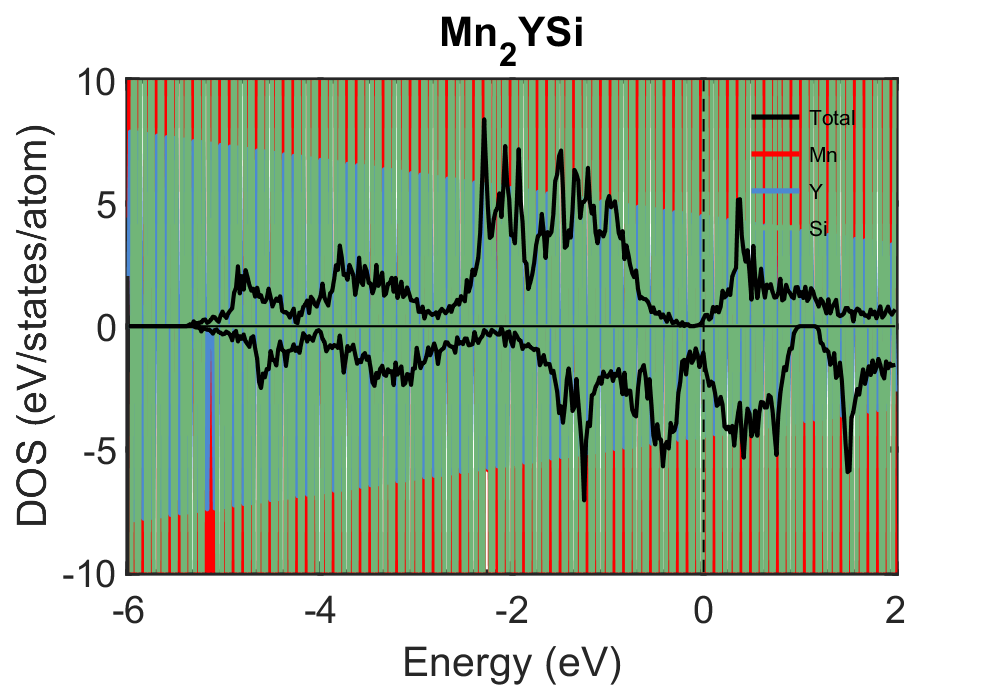 Mn2YSi
10
5
0
-5
-10
DOS (eV/states/atom)
Total
Mn
Y
Si
-6
-4
-2
0
2
Energy (eV)